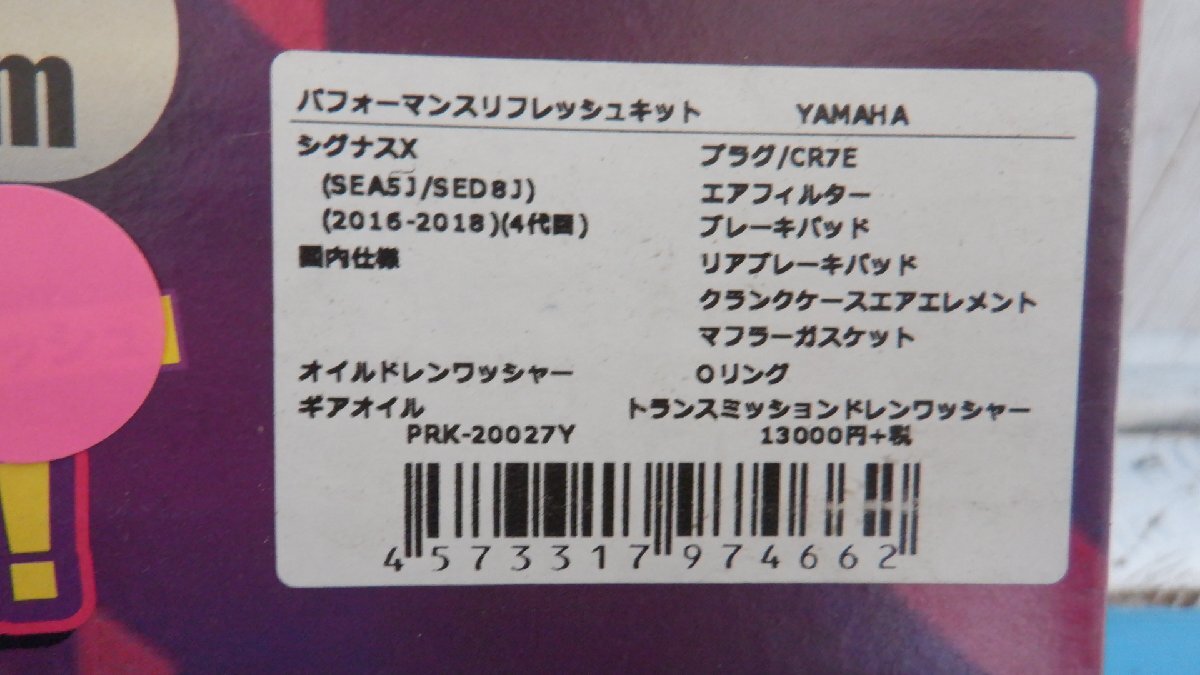 m
パフォーマンスリフレッシュキット YAMAHA
シグナスX プラグ/CR7E
(SEA5J/SED8J) エアフィルター
(2016-2018)(4代目) ブレーキパッド
国内仕様 リアブレーキパッド
クランクケースエアエレメント
マフラーガスケット
オイルドレンワッシャー Oリング
ギアオイル トランスミッションドレンワッシャー
PRK-20027Y 13000円+税
4573317974662
!